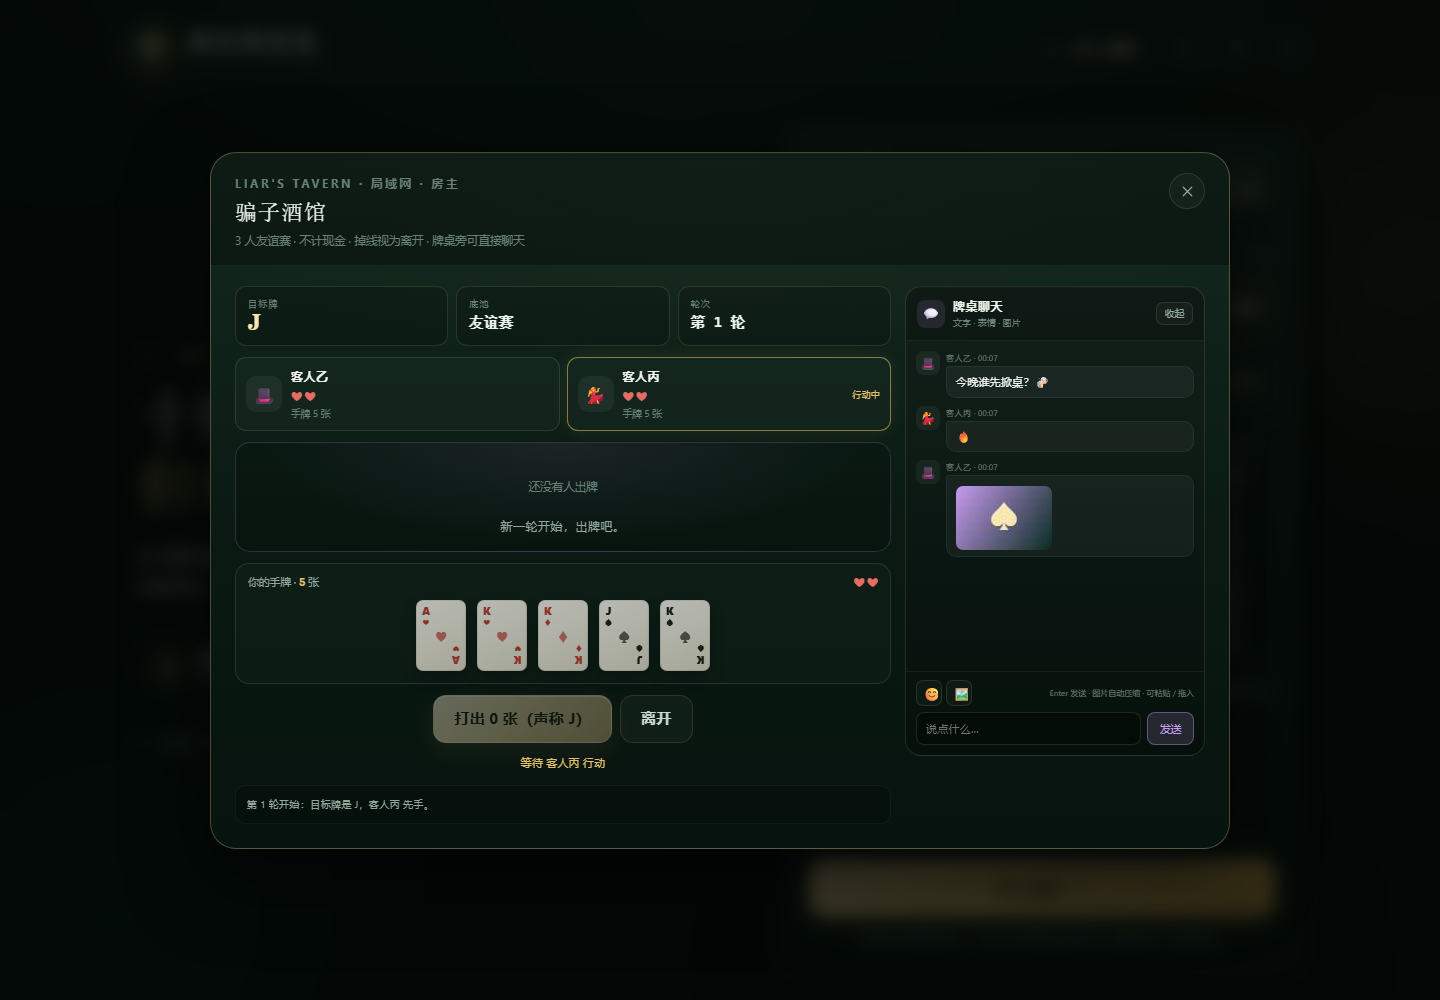 LIAR'S TAVERN · 局域网 · 房主
骗子酒馆
3 人友谊赛 · 不计现金 · 掉线视为离开 · 牌桌旁可直接聊天
目标牌
J
底池
友谊赛
轮次
第 1 轮
客人乙
手牌 5 张
客人丙
手牌 5 张
行动中
还没有人出牌
新一轮开始，出牌吧。
你的手牌 · 5 张
A
A
K
K
K
K
J
J
K
K
打出 0 张（声称 J）
离开
等待 客人丙 行动
第 1 轮开始：目标牌是 J，客人丙 先手。
牌桌聊天
文字 · 表情 · 图片
收起
客人乙 · 00:07
今晚谁先掀桌？
客人丙 · 00:07
客人乙 · 00:07
Enter 发送 · 图片自动压缩 · 可粘贴 / 拖入
说点什么...
发送